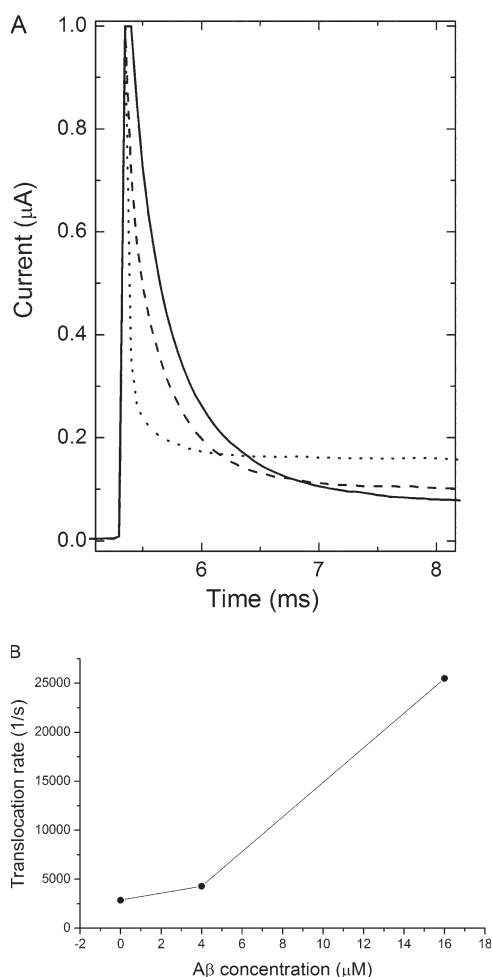 A
1.0
0.8
0.6
0.4
0.2
0.0
Current (μA)
6 7 8
Time (ms)
B
25000
20000
15000
10000
5000
0
Translocation rate (1/s)
-2 0 2 4 6 8 10 12 14 16 18
Aβ concentration (μM)